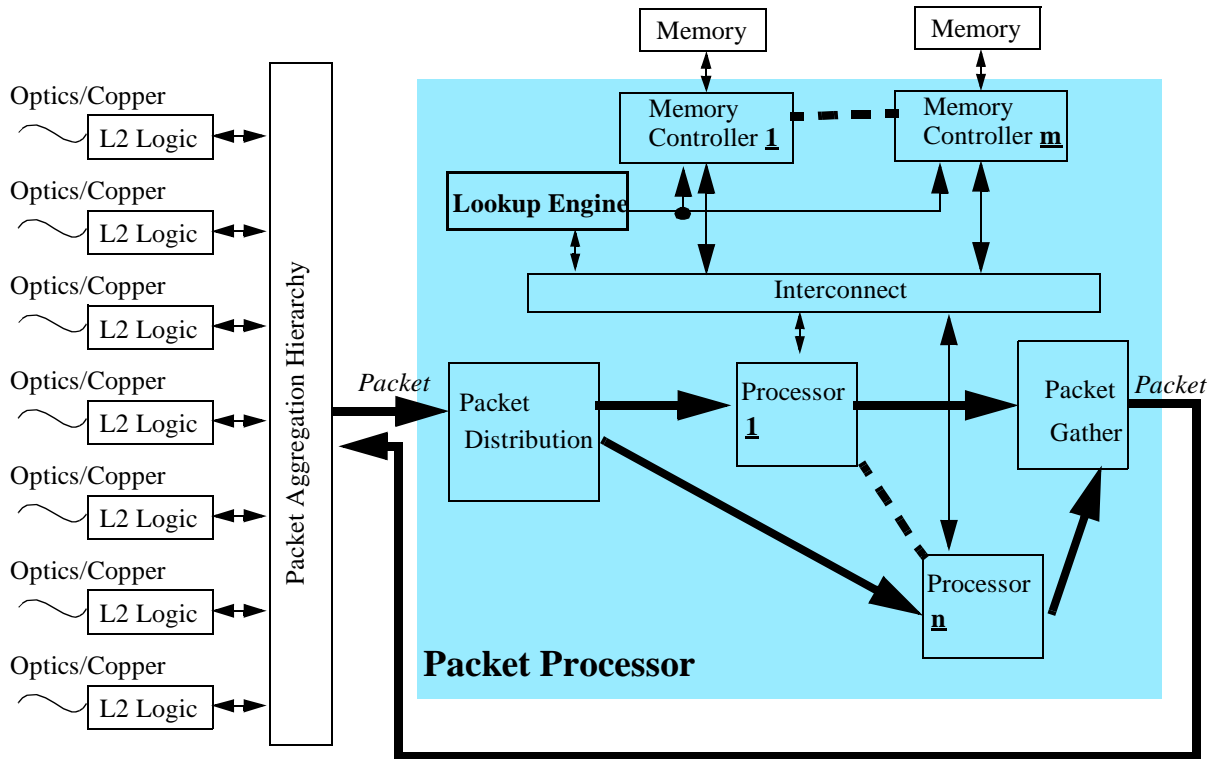 Memory
Memory
Optics/Copper
L2 Logic
Optics/Copper
L2 Logic
Optics/Copper
L2 Logic
Optics/Copper
L2 Logic
Optics/Copper
L2 Logic
Optics/Copper
L2 Logic
Optics/Copper
L2 Logic
Packet Aggregation Hierarchy
Memory
Controller 1
Memory
Controller m
Lookup Engine
Interconnect
Packet
Packet
Distribution
Processor
1
Packet
Gather
Packet
Processor
n
Packet Processor